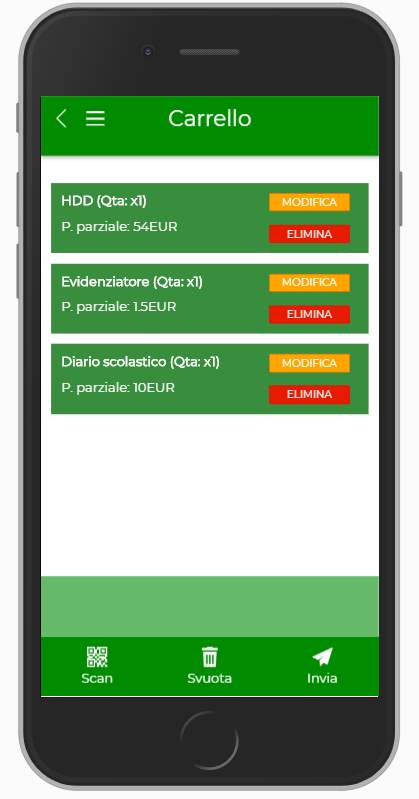 Carrello
HDD (Qta: x1)
MODIFICA
P. parziale: 54EUR
ELIMINA
Evidenziatore (Qta: x1)
MODIFICA
P. parziale: 1.5EUR
ELIMINA
Diario scolastico (Qta: x1)
MODIFICA
P. parziale: 10EUR
ELIMINA
Scan
Svuota
Invia